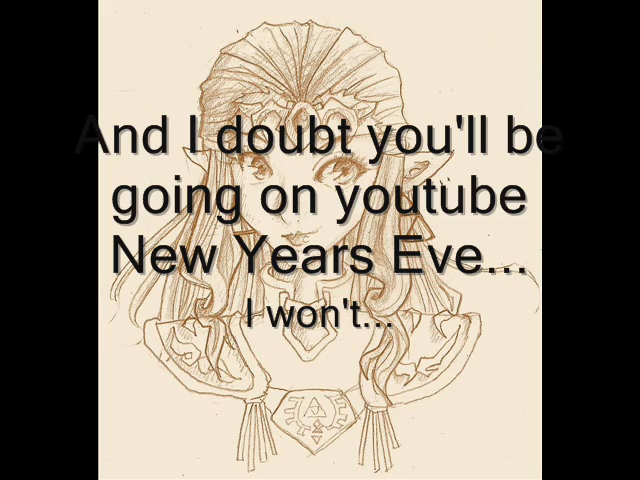 And I doubt you'll be
going on youtube
New Years Eve...
I won't...